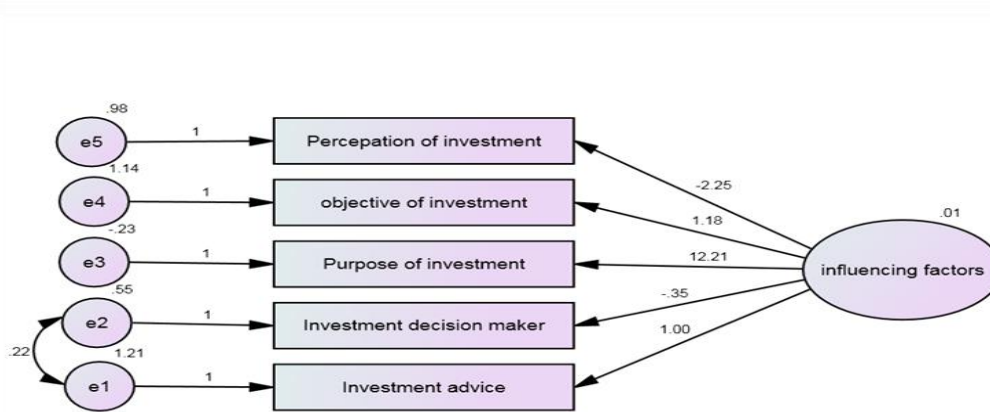 .98
e5
1
Percepation of investment
-2.25
1.14
e4
1
objective of investment
1.18
.01
-.23
e3
1
Purpose of investment
12.21
influencing factors
.55
e2
1
Investment decision maker
-.35
.22
1.21
e1
1
Investment advice
1.00